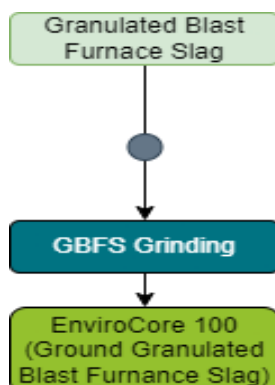 Granulated Blast
Furnace Slag
GBFS Grinding
EnviroCore 100
(Ground Granulated
Blast Furnance Slag)